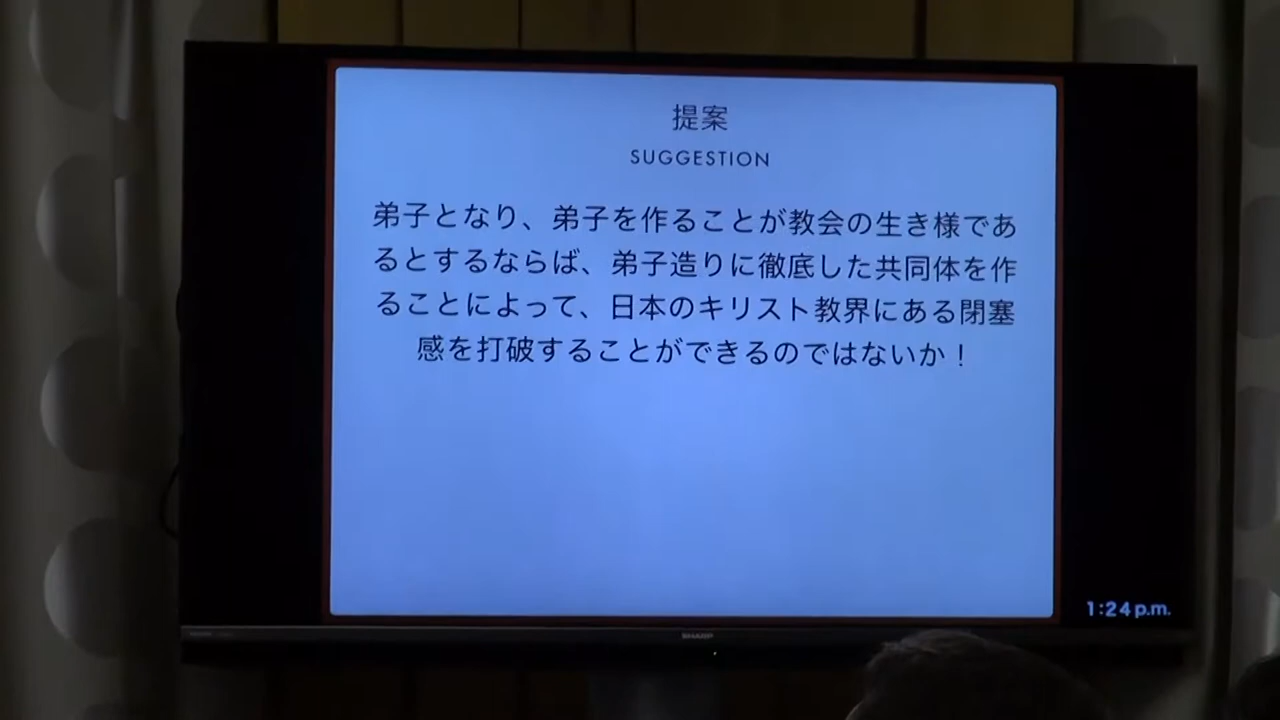 提案
SUGGESTION
弟子となり、弟子を作ることが教会の生き様であ
るとするならば、弟子造りに徹底した共同体を作
ることによって、日本のキリスト教界にある閉塞
感を打破することができるのではないか！
1:24 p.m.
SHARP